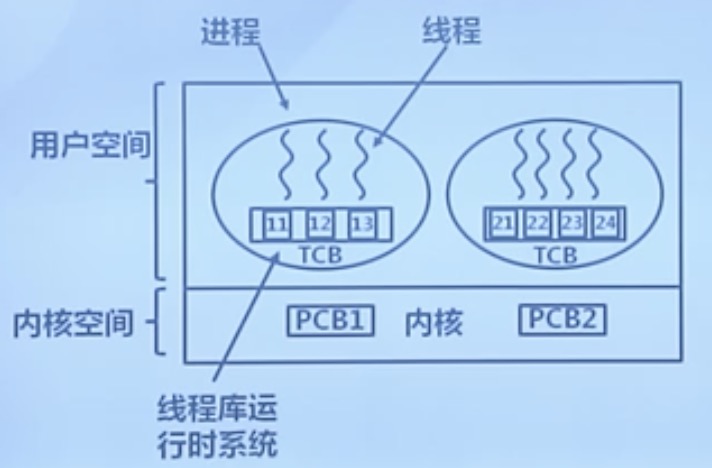 进程
线程
用户空间
11 12 13
TCB
21 22 23 24
TCB
内核空间
PCB1
内核
PCB2
线程库运
行时系统